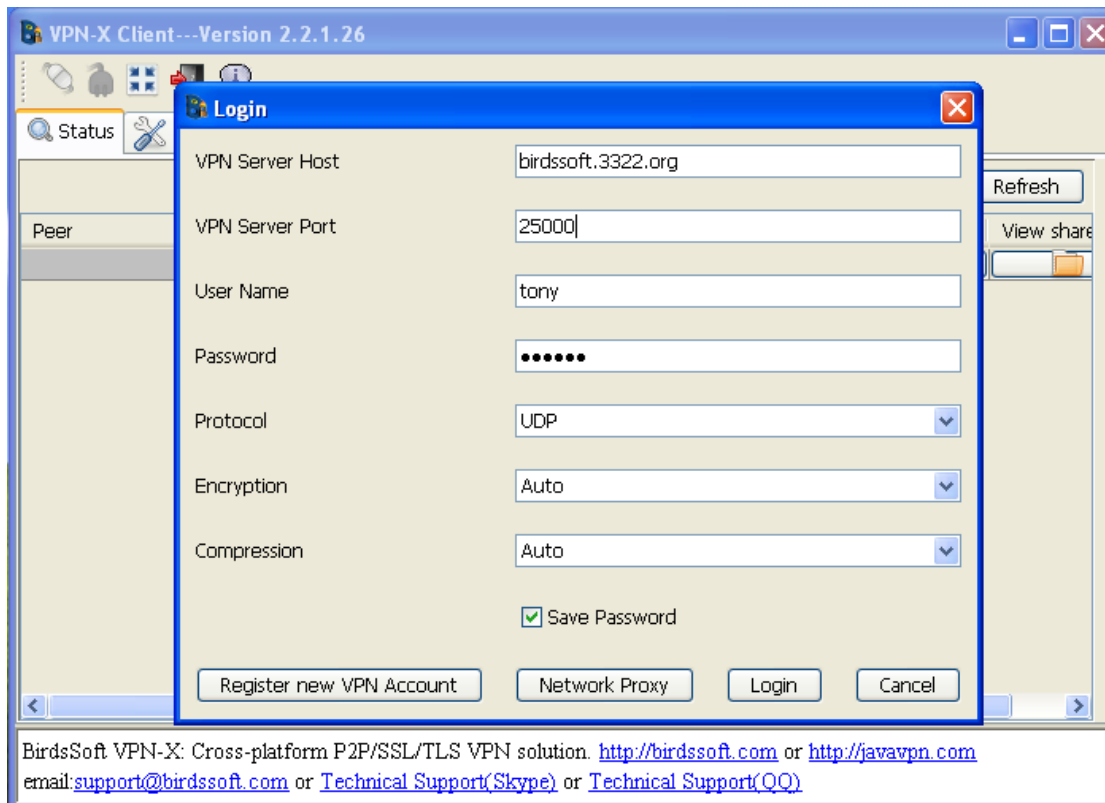 VPN-X Client---Version 2.2.1.26
Login
Status
VPN Server Host birdssoft.3322.org
Refresh
VPN Server Port 25000
Peer View share
User Name tony
Password ••••••
Protocol UDP
Encryption Auto
Compression Auto
Save Password
Register new VPN Account Network Proxy Login Cancel
BirdsSoft VPN-X: Cross-platform P2P/SSL/TLS VPN solution. http://birdssoft.com or http://javavpn.com
email:support@birdssoft.com or Technical Support(Skype) or Technical Support(QQ)